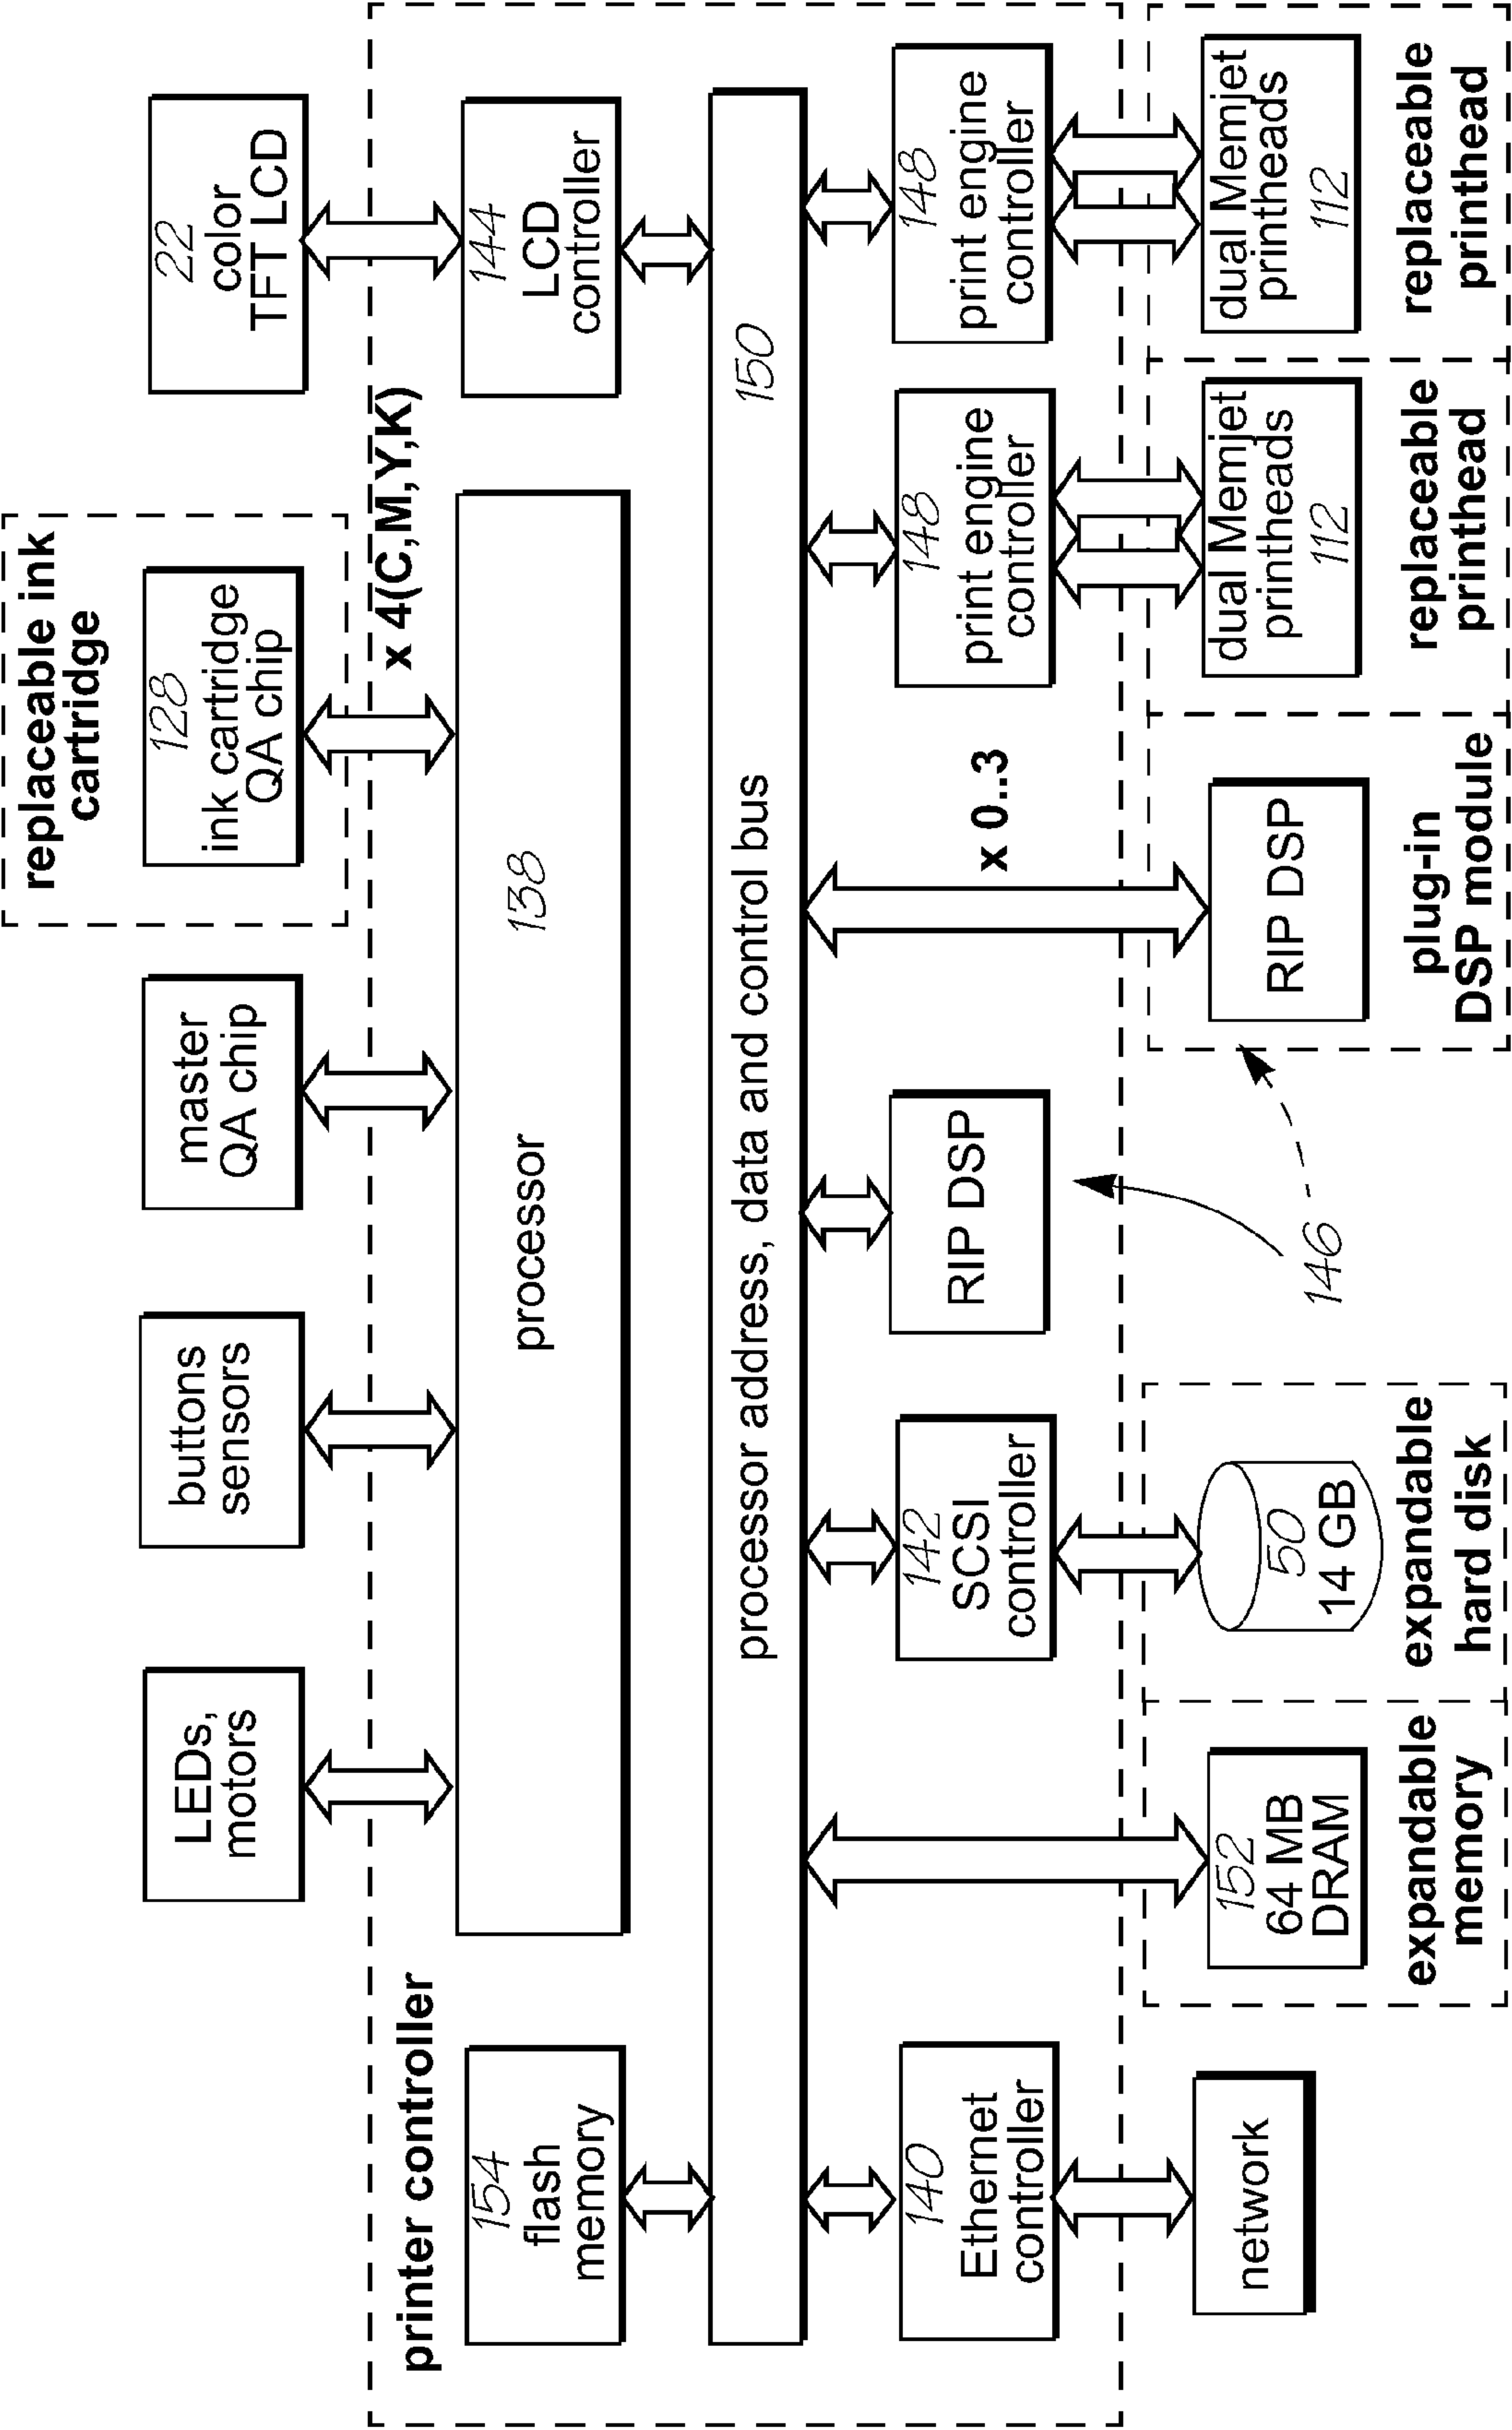 replaceable ink
cartridge
LEDs,
motors
buttons
sensors
master
QA chip
128
ink cartridge
QA chip
22
color
TFT LCD
printer controller
x 4(C,M,Y,K)
154
flash
memory
processor
138
144
LCD
controller
processor address, data and control bus
150
140
Ethernet
controller
142
SCSI
controller
RIP DSP
x 0..3
148
print engine
controller
148
print engine
controller
network
152
64 MB
DRAM
50
14 GB
146
RIP DSP
dual Memjet
printheads
112
dual Memjet
printheads
112
expandable
memory
expandable
hard disk
plug-in
DSP module
replaceable
printhead
replaceable
printhead